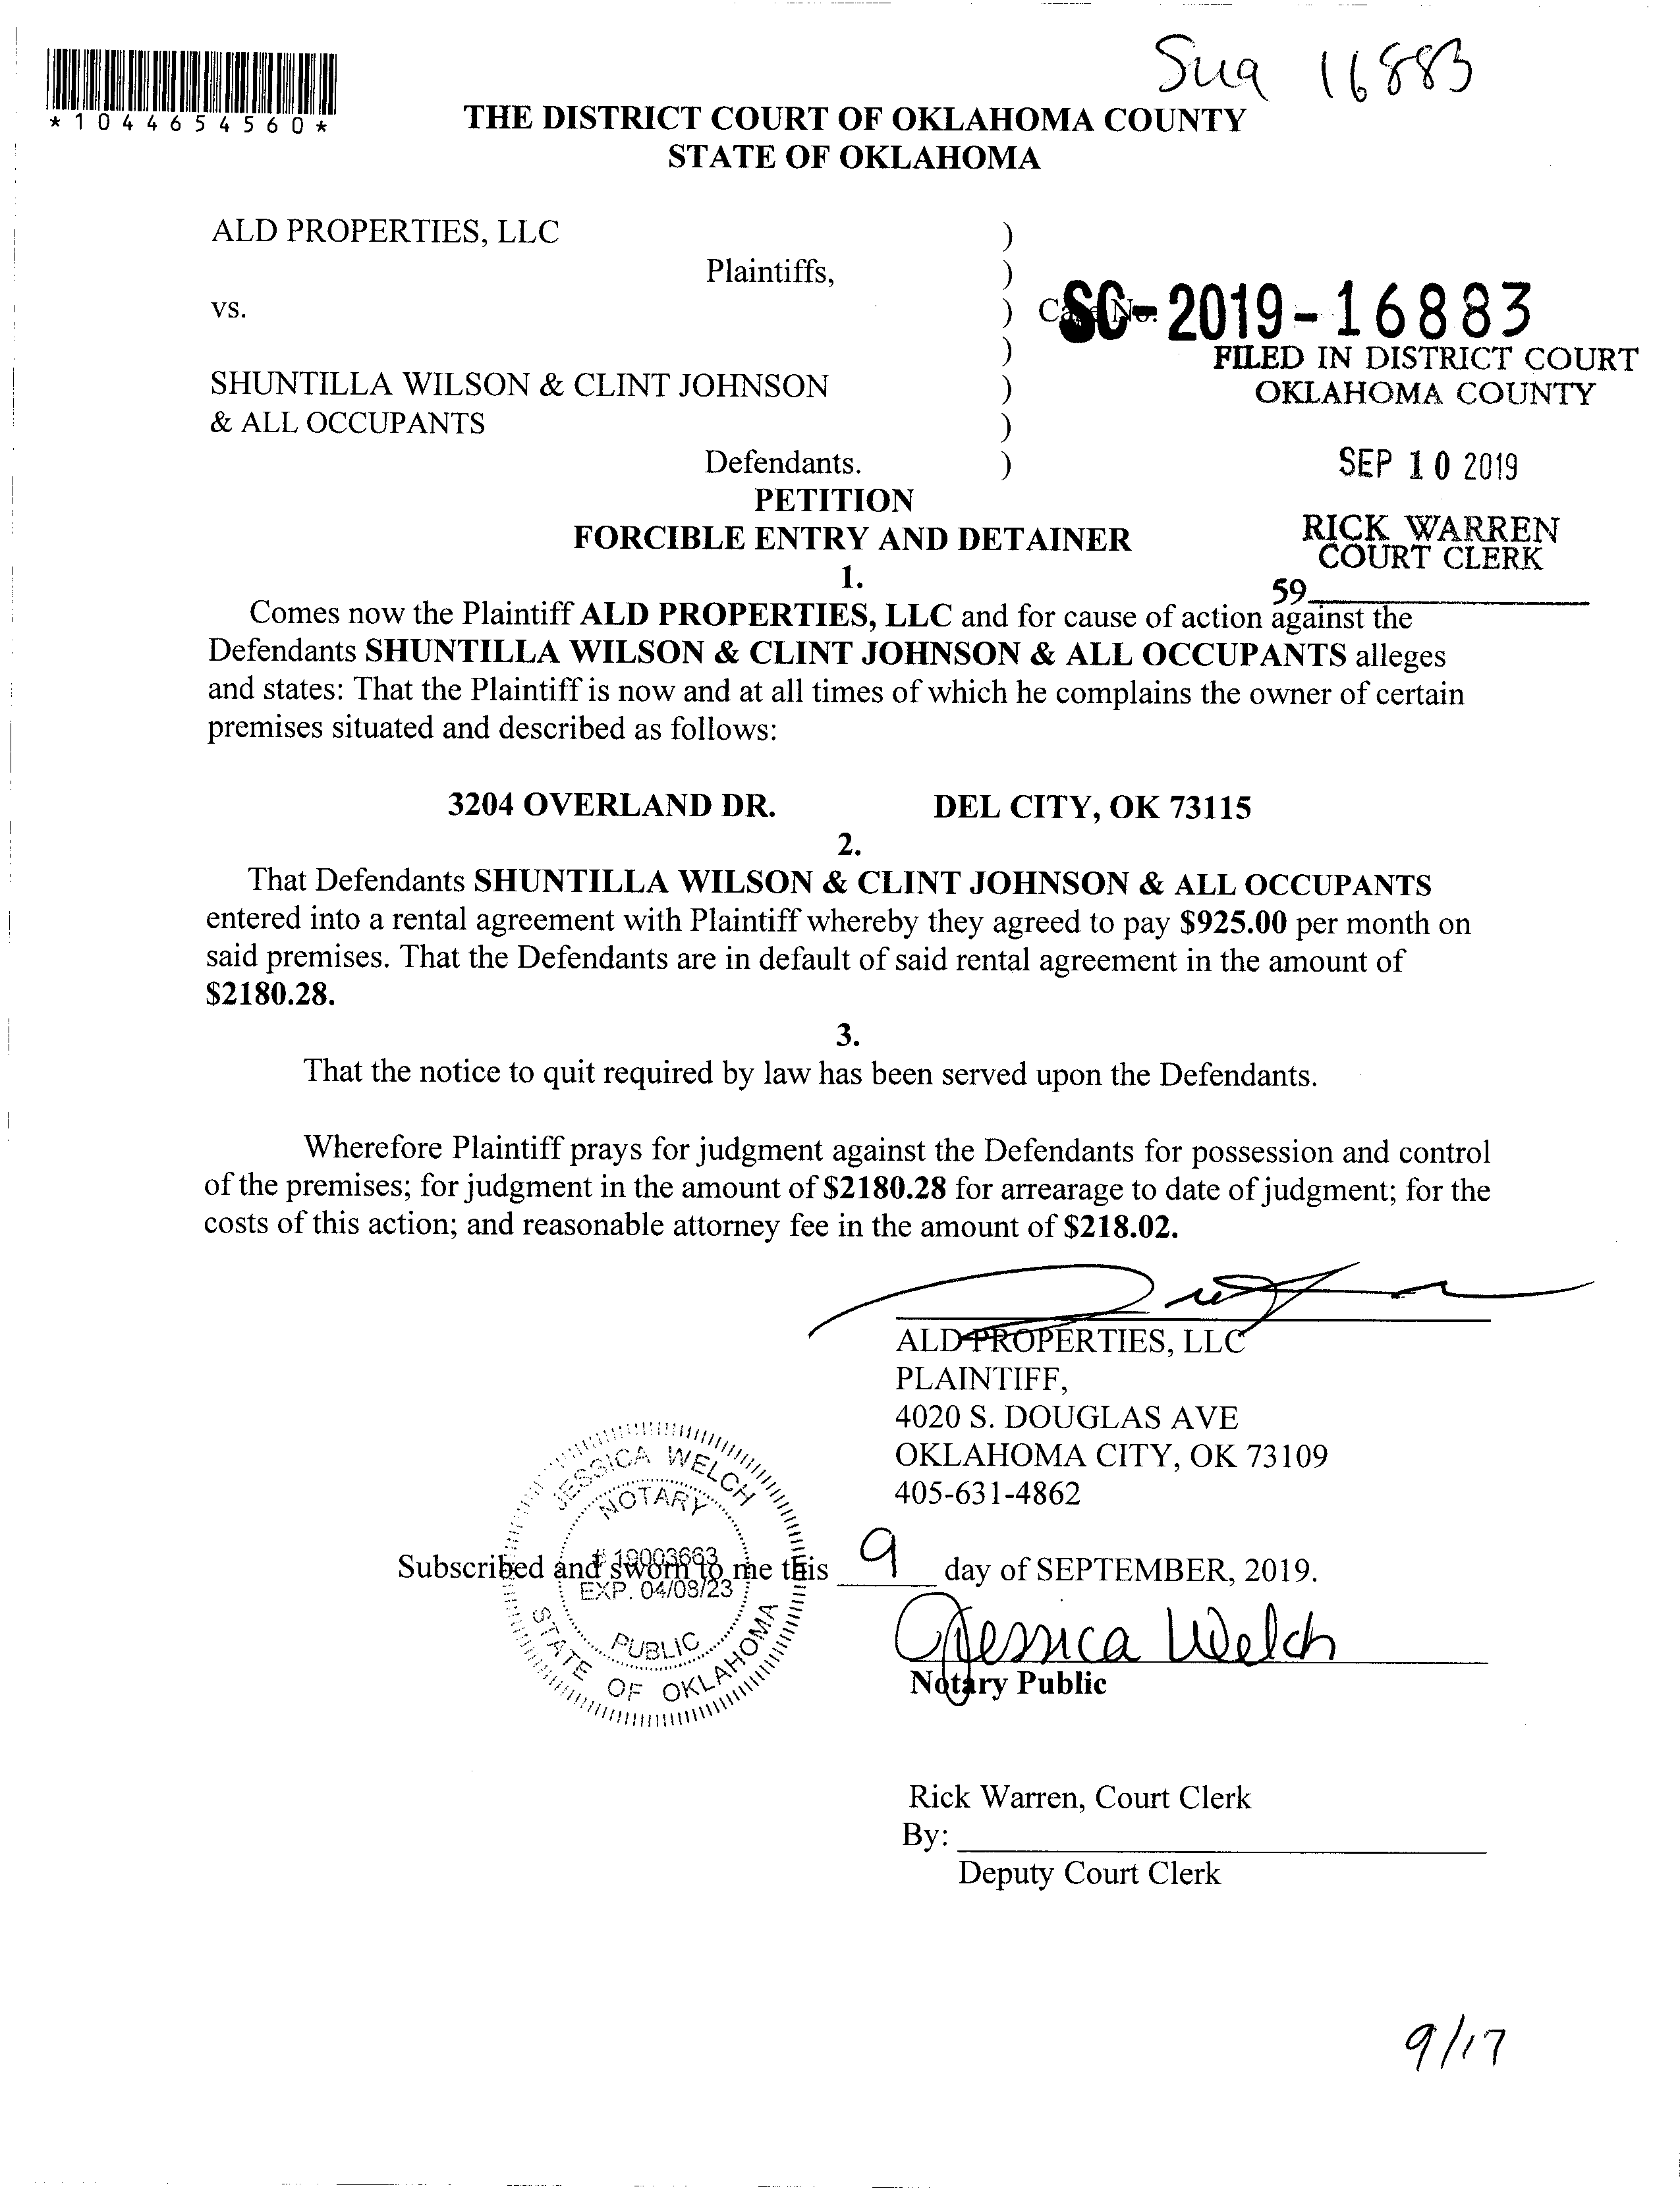 Sua 16883
*1044654560*
THE DISTRICT COURT OF OKLAHOMA COUNTY
STATE OF OKLAHOMA
ALD PROPERTIES, LLC )
Plaintiffs, )
vs. ) Case No. SC-2019-16883
)
FILED IN DISTRICT COURT
SHUNTILLA WILSON & CLINT JOHNSON )
OKLAHOMA COUNTY
& ALL OCCUPANTS )
Defendants. )
SEP 10 2019
PETITION
FORCIBLE ENTRY AND DETAINER
RICK WARREN
COURT CLERK
1.
59
Comes now the Plaintiff ALD PROPERTIES, LLC and for cause of action against the
Defendants SHUNTILLA WILSON & CLINT JOHNSON & ALL OCCUPANTS alleges
and states: That the Plaintiff is now and at all times of which he complains the owner of certain
premises situated and described as follows:
3204 OVERLAND DR. DEL CITY, OK 73115
2.
That Defendants SHUNTILLA WILSON & CLINT JOHNSON & ALL OCCUPANTS
entered into a rental agreement with Plaintiff whereby they agreed to pay $925.00 per month on
said premises. That the Defendants are in default of said rental agreement in the amount of
$2180.28.
3.
That the notice to quit required by law has been served upon the Defendants.
Wherefore Plaintiff prays for judgment against the Defendants for possession and control
of the premises; for judgment in the amount of $2180.28 for arrearage to date of judgment; for the
costs of this action; and reasonable attorney fee in the amount of $218.02.
ALD PROPERTIES, LLC
PLAINTIFF,
4020 S. DOUGLAS AVE
OKLAHOMA CITY, OK 73109
405-631-4862
JESSICA WELCH
NOTARY
# 19003663
EXP. 04/08/23
PUBLIC
STATE OF OKLAHOMA
Subscribed and sworn to me this 9 day of SEPTEMBER, 2019.
Jessica Welch
Notary Public
Rick Warren, Court Clerk
By:
Deputy Court Clerk
9/17